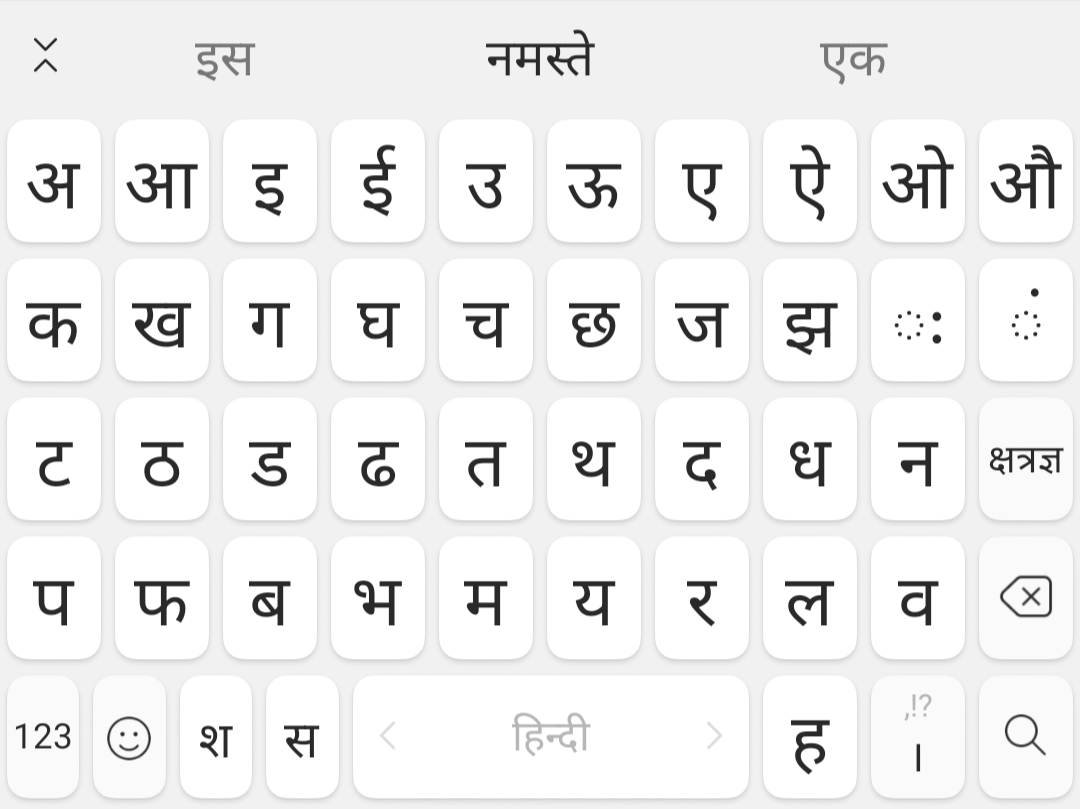 इस नमस्ते एक
अ आ इ ई उ ऊ ए ऐ ओ औ
क ख ग घ च छ ज झ ः ं
ट ठ ड ढ त थ द ध न क्षत्रज्ञ
प फ ब भ म य र ल व
123 श स हिन्दी ह ,!? ।